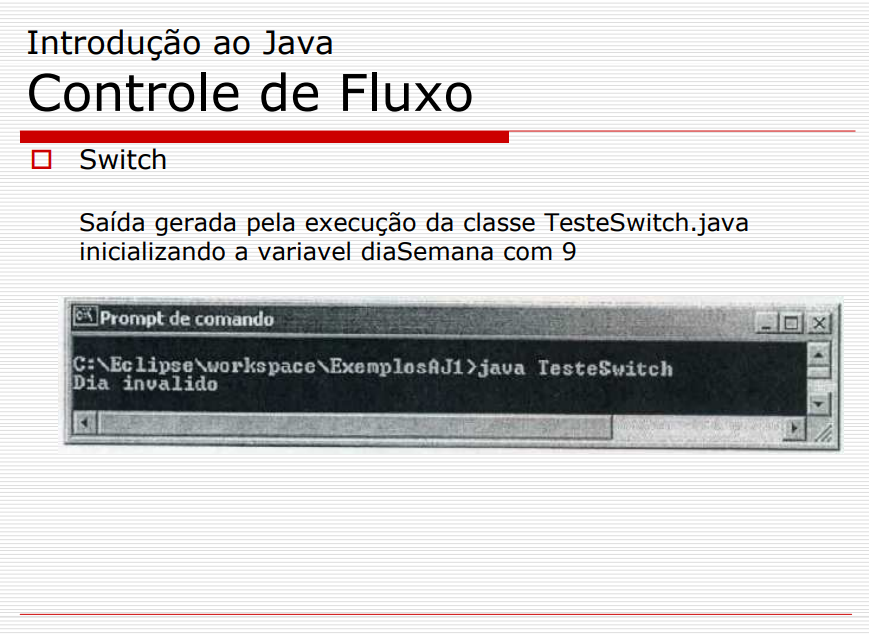 Introdução ao Java
Controle de Fluxo
Switch
Saída gerada pela execução da classe TesteSwitch.java
inicializando a variavel diaSemana com 9
Prompt de comando
C:\Eclipse\workspace\ExemplosAJ1>java TesteSwitch
Dia invalido